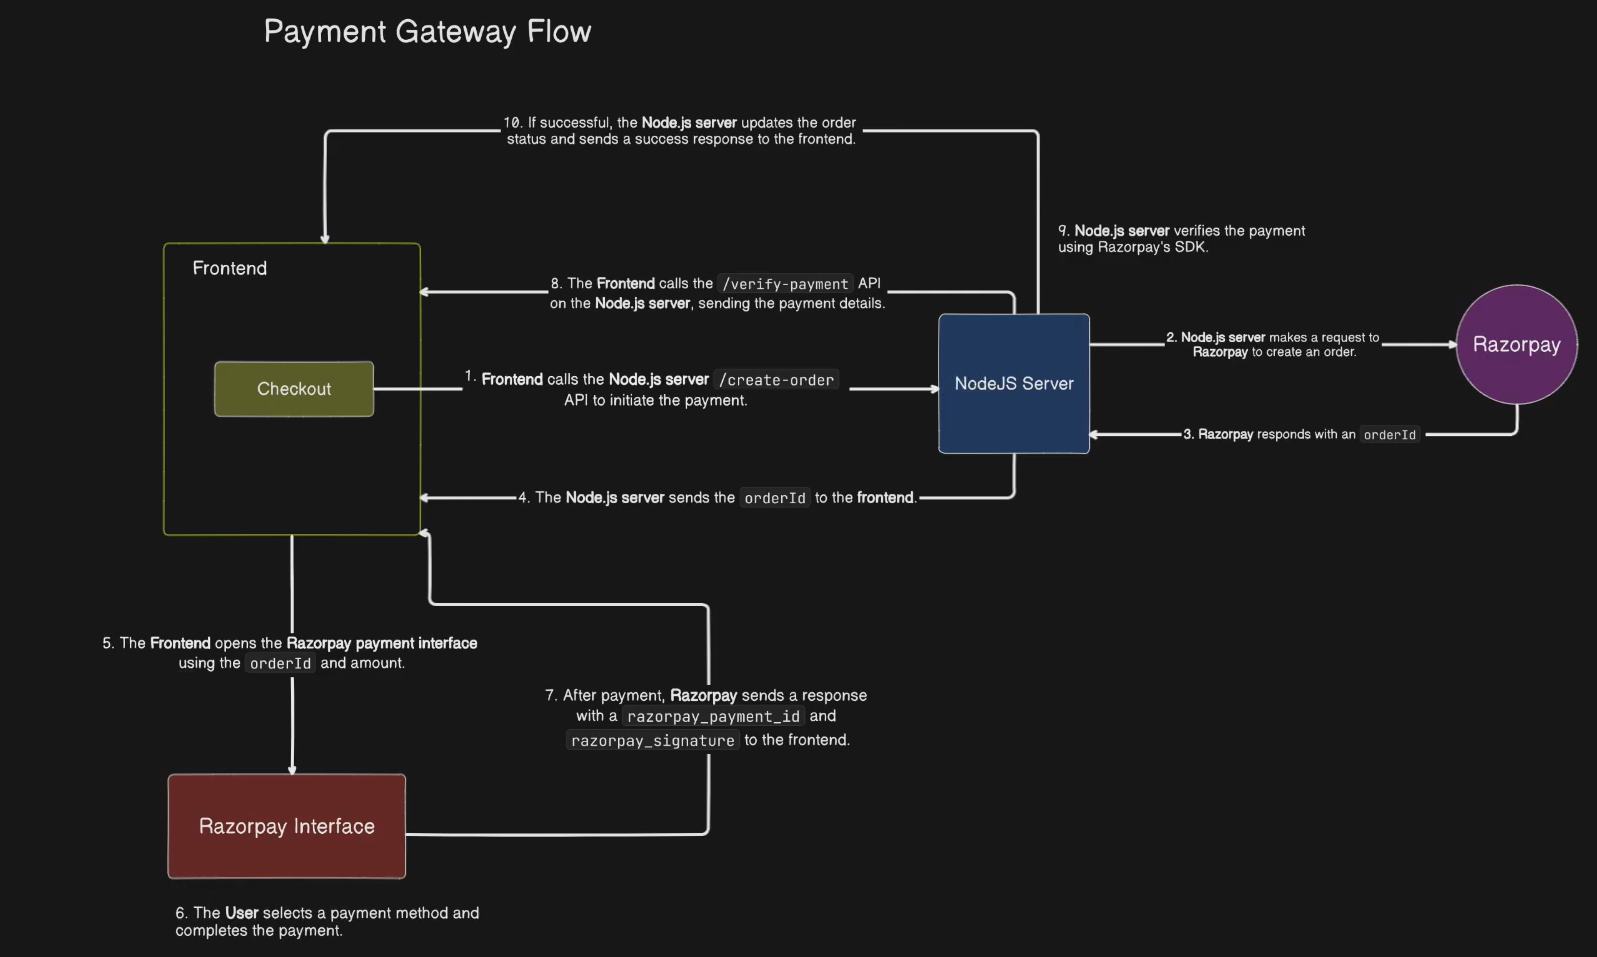 Payment Gateway Flow
10. If successful, the Node.js server updates the order
status and sends a success response to the frontend.
9. Node.js server verifies the payment
using Razorpay's SDK.
Frontend
8. The Frontend calls the /verify-payment API
on the Node.js server, sending the payment details.
2. Node.js server makes a request to
Razorpay to create an order.
Razorpay
Checkout
1. Frontend calls the Node.js server /create-order
API to initiate the payment.
NodeJS Server
3. Razorpay responds with an orderId
4. The Node.js server sends the orderId to the frontend.
5. The Frontend opens the Razorpay payment interface
using the orderId and amount.
7. After payment, Razorpay sends a response
with a razorpay_payment_id and
razorpay_signature to the frontend.
Razorpay Interface
6. The User selects a payment method and
completes the payment.